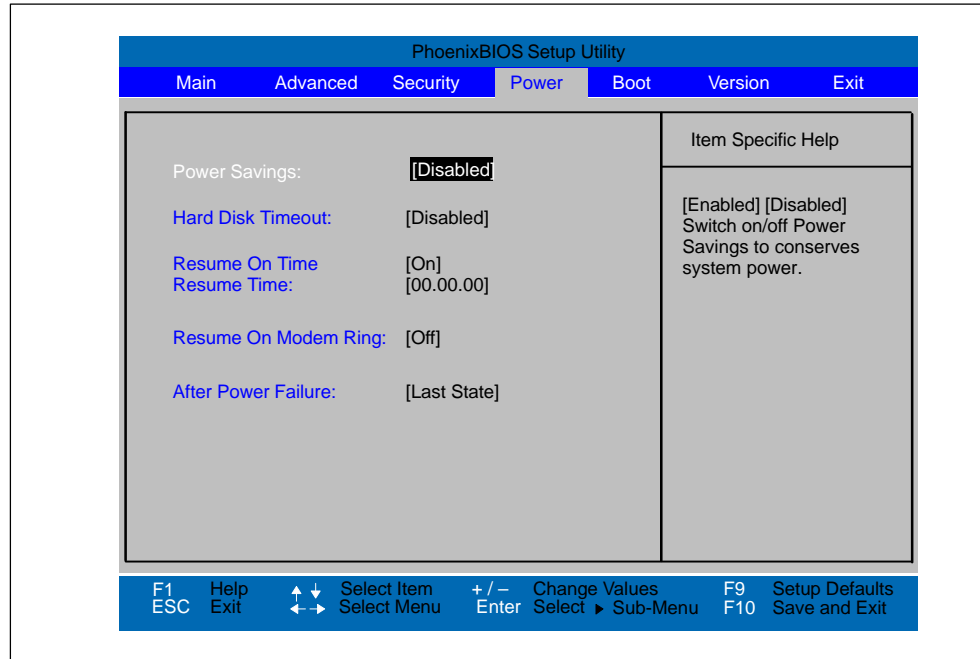 PhoenixBIOS Setup Utility
Main Advanced Security Power Boot Version Exit
Item Specific Help
Power Savings: [Disabled]
Hard Disk Timeout: [Disabled]
Resume On Time [On]
Resume Time: [00.00.00]
Resume On Modem Ring: [Off]
After Power Failure: [Last State]
[Enabled] [Disabled]
Switch on/off Power
Savings to conserves
system power.
F1 Help Select Item + / – Change Values F9 Setup Defaults
ESC Exit Select Menu Enter Select Sub-Menu F10 Save and Exit